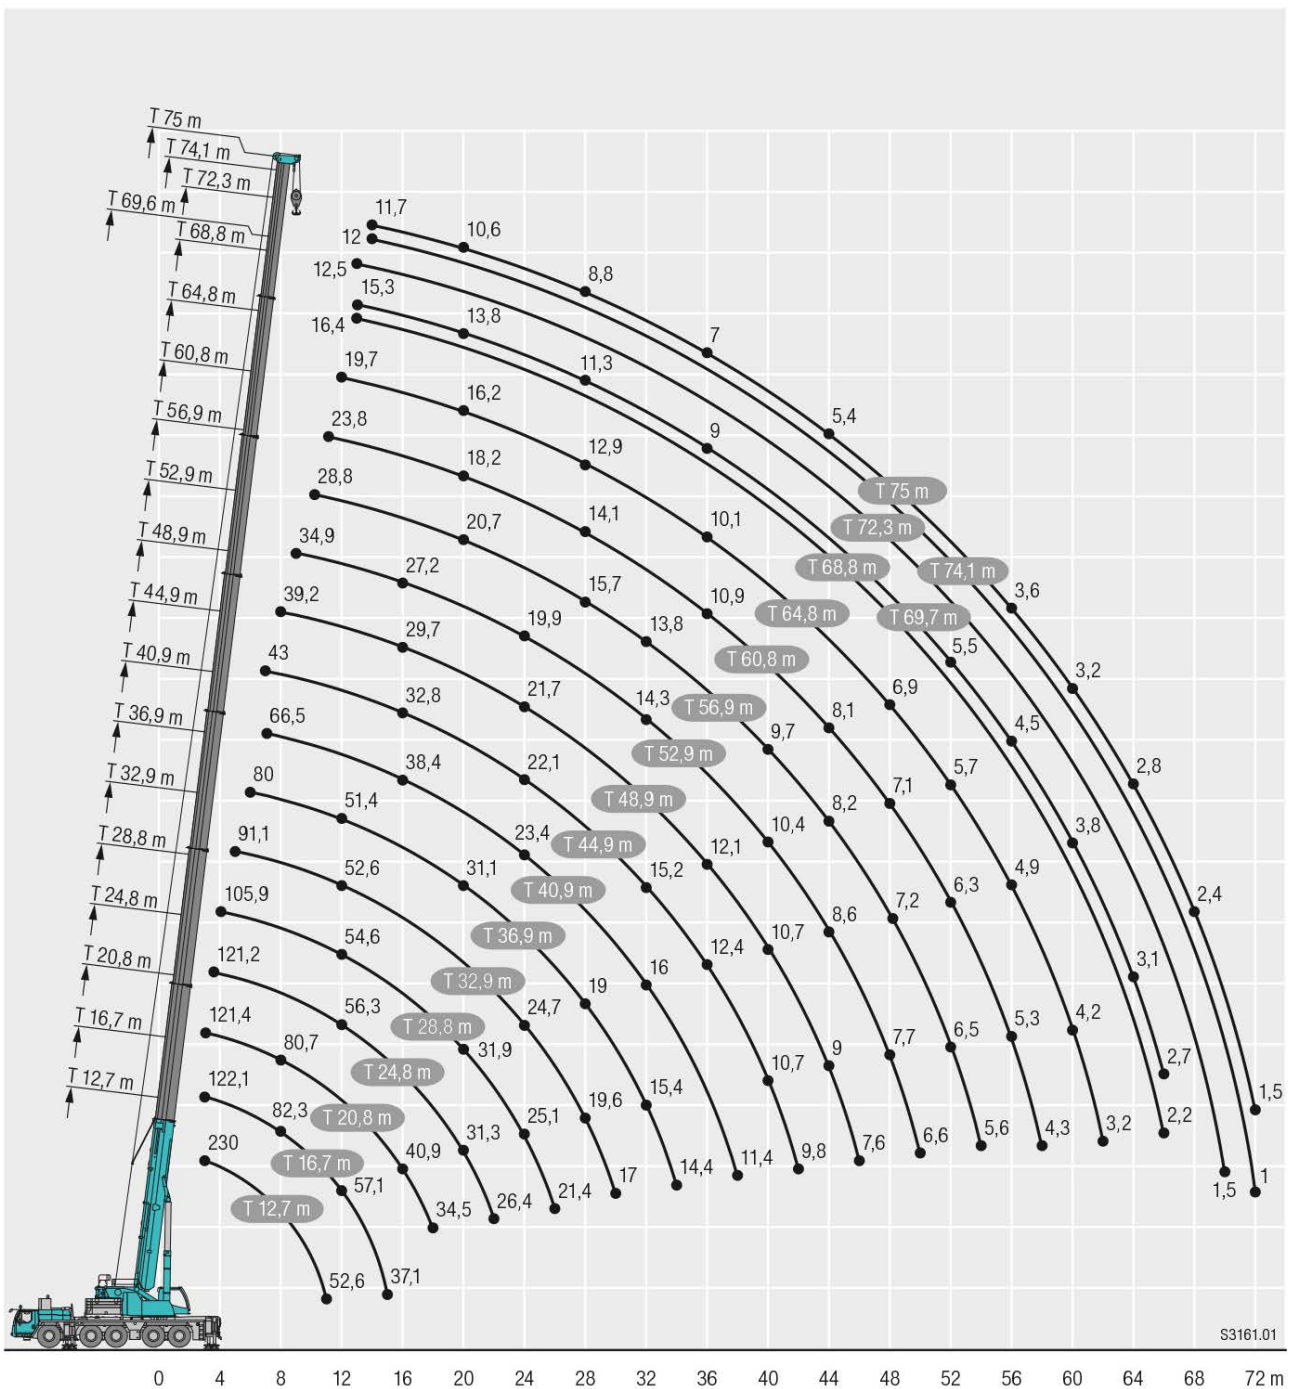 T 75 m
T 74,1 m
T 72,3 m
T 69,6 m
T 68,8 m
T 64,8 m
T 60,8 m
T 56,9 m
T 52,9 m
T 48,9 m
T 44,9 m
T 40,9 m
T 36,9 m
T 32,9 m
T 28,8 m
T 24,8 m
T 20,8 m
T 16,7 m
T 12,7 m
11,7
10,6
12
8,8
12,5
15,3
13,8
7
16,4
11,3
19,7
16,2
9
5,4
23,8
18,2
12,9
28,8
20,7
14,1
10,1
T 75 m
T 72,3 m
34,9
27,2
15,7
10,9
T 68,8 m
T 74,1 m
39,2
29,7
19,9
13,8
T 64,8 m
T 69,7 m
3,6
43
32,8
21,7
14,3
T 60,8 m
5,5
3,2
66,5
38,4
22,1
T 56,9 m
9,7
8,1
6,9
4,5
80
51,4
T 52,9 m
5,7
2,8
91,1
52,6
31,1
23,4
T 48,9 m
10,4
8,2
7,1
3,8
105,9
54,6
T 44,9 m
15,2
12,1
4,9
121,2
56,3
T 40,9 m
8,6
7,2
6,3
2,4
121,4
80,7
T 36,9 m
19
16
12,4
10,7
3,1
122,1
82,3
T 32,9 m
24,7
7,7
6,5
5,3
4,2
230
T 28,8 m
31,9
10,7
9
2,7
T 24,8 m
19,6
15,4
1,5
T 20,8 m
40,9
31,3
25,1
7,6
6,6
5,6
4,3
3,2
2,2
T 16,7 m
57,1
17
14,4
11,4
9,8
1,5
1
T 12,7 m
34,5
26,4
21,4
52,6
37,1
S3161.01
0 4 8 12 16 20 24 28 32 36 40 44 48 52 56 60 64 68 72 m